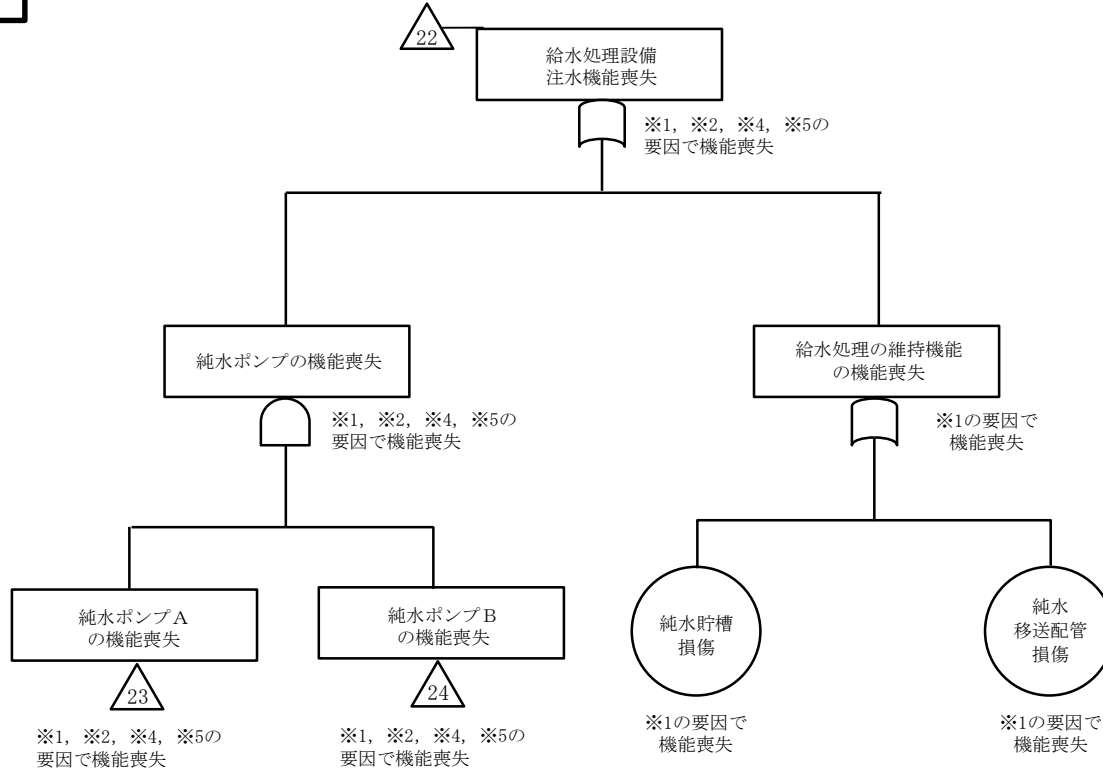 22
給水処理設備
注水機能喪失
※1, ※2, ※4, ※5の
要因で機能喪失
純水ポンプの機能喪失
※1, ※2, ※4, ※5の
要因で機能喪失
給水処理の維持機能
の機能喪失
※1の要因で
機能喪失
純水ポンプA
の機能喪失
23
※1, ※2, ※4, ※5の
要因で機能喪失
純水ポンプB
の機能喪失
24
※1, ※2, ※4, ※5の
要因で機能喪失
純水貯槽
損傷
※1の要因で
機能喪失
純水
移送配管
損傷
※1の要因で
機能喪失